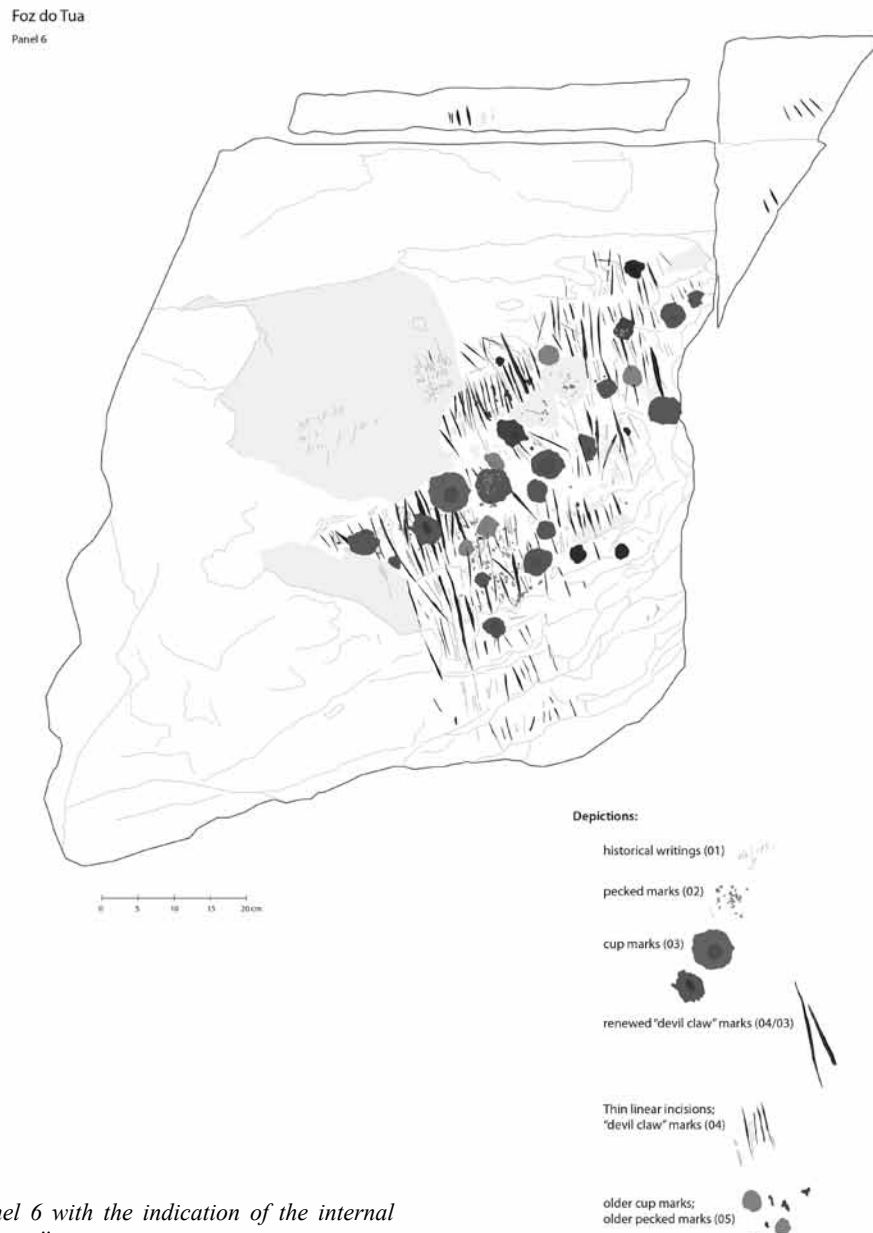 Foz do Tua
Panel 6
0 5 10 15 20 cm
Depictions:
historical writings (01)
pecked marks (02)
cup marks (03)
renewed "devil claw" marks (04/03)
Thin linear incisions;
"devil claw" marks (04)
older cup marks;
older pecked marks (05)
nel 6 with the indication of the internal